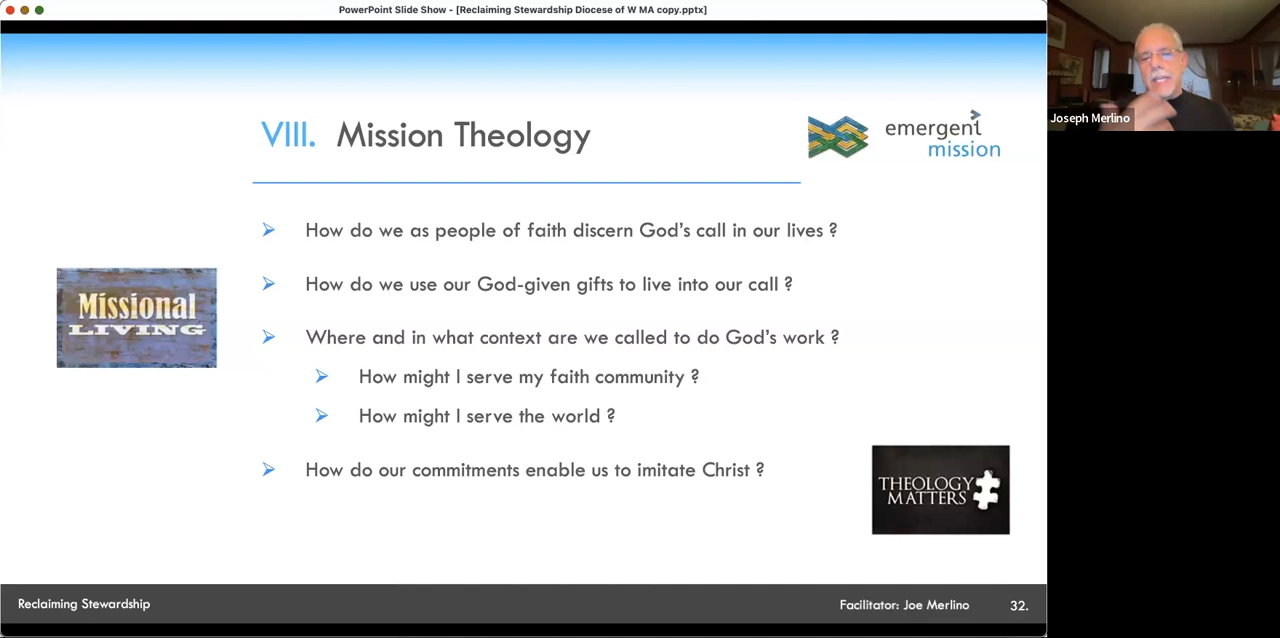 PowerPoint Slide Show - [Reclaiming Stewardship Diocese of W MA copy.pptx]
Joseph Merlino
VIII. Mission Theology
emergent
mission
How do we as people of faith discern God's call in our lives ?
How do we use our God-given gifts to live into our call ?
Missional
LIVING
Where and in what context are we called to do God's work ?
How might I serve my faith community ?
How might I serve the world ?
How do our commitments enable us to imitate Christ ?
THEOLOGY
MATTERS
Reclaiming Stewardship
Facilitator: Joe Merlino
32.